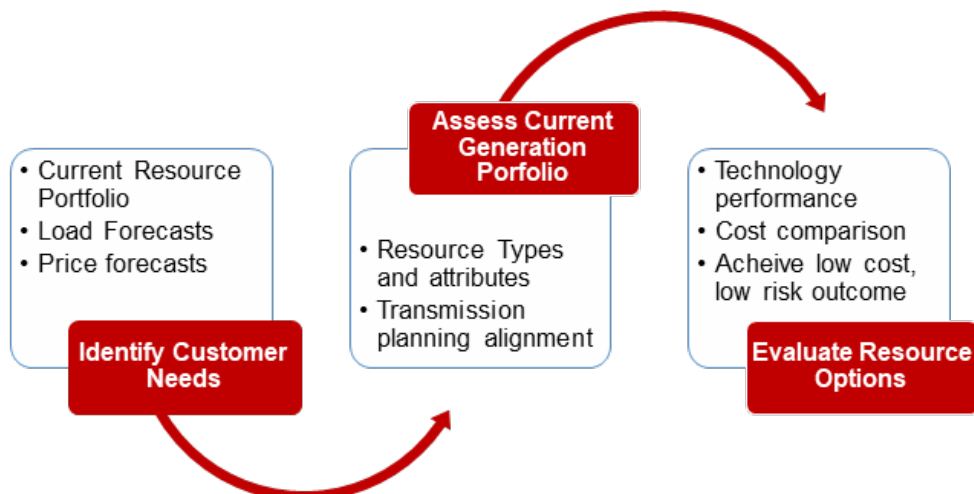 • Current Resource
Portfolio
• Load Forecasts
• Price forecasts
Identify Customer
Needs
Assess Current
Generation
Porfolio
• Resource Types
and attributes
• Transmission
planning alignment
• Technology
performance
• Cost comparison
• Acheive low cost,
low risk outcome
Evaluate Resource
Options